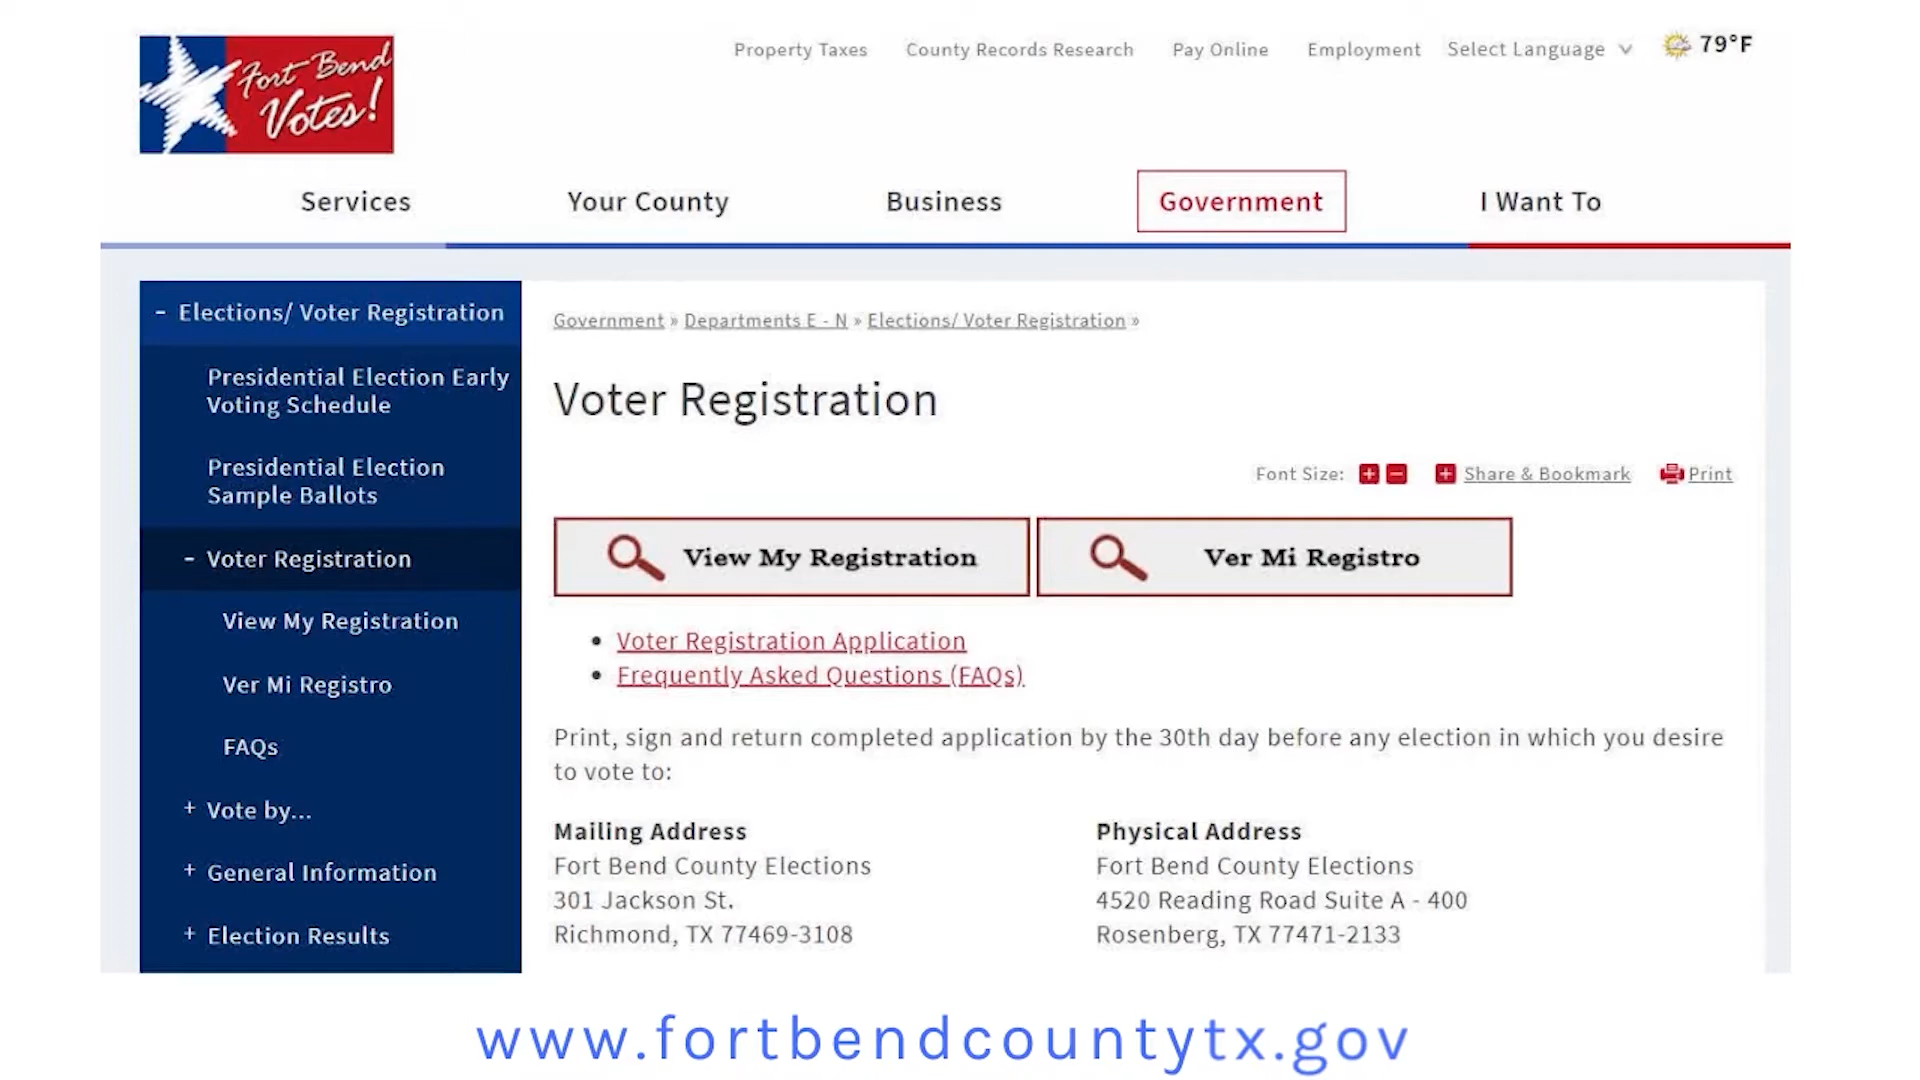 Fort Bend
Votes!
Property Taxes
County Records Research
Pay Online
Employment
Select Language
79°F
Services
Your County
Business
Government
I Want To
- Elections/ Voter Registration
Presidential Election Early
Voting Schedule
Presidential Election
Sample Ballots
- Voter Registration
View My Registration
Ver Mi Registro
FAQs
+ Vote by...
+ General Information
+ Election Results
Government » Departments E - N » Elections/ Voter Registration »
Voter Registration
Font Size: + -
+ Share & Bookmark
Print
View My Registration
Ver Mi Registro
• Voter Registration Application
• Frequently Asked Questions (FAQs)
Print, sign and return completed application by the 30th day before any election in which you desire
to vote to:
Mailing Address
Fort Bend County Elections
301 Jackson St.
Richmond, TX 77469-3108
Physical Address
Fort Bend County Elections
4520 Reading Road Suite A - 400
Rosenberg, TX 77471-2133
www.fortbendcountytx.gov